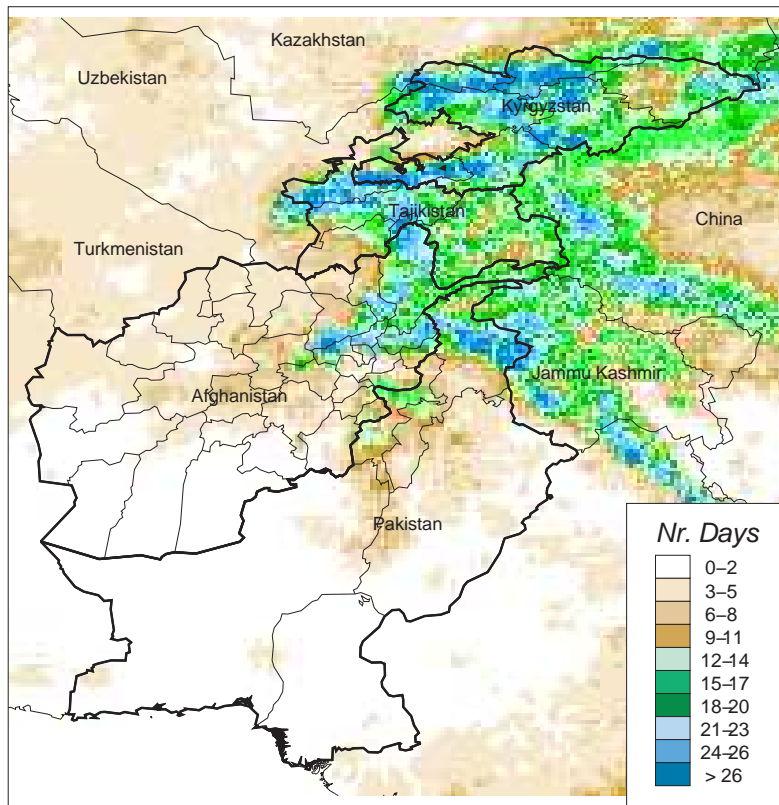 Kazakhstan
Uzbekistan
Kyrgyzstan
Tajikistan
China
Turkmenistan
Jammu Kashmir
Afghanistan
Pakistan
Nr. Days
0–2
3–5
6–8
9–11
12–14
15–17
18–20
21–23
24–26
> 26